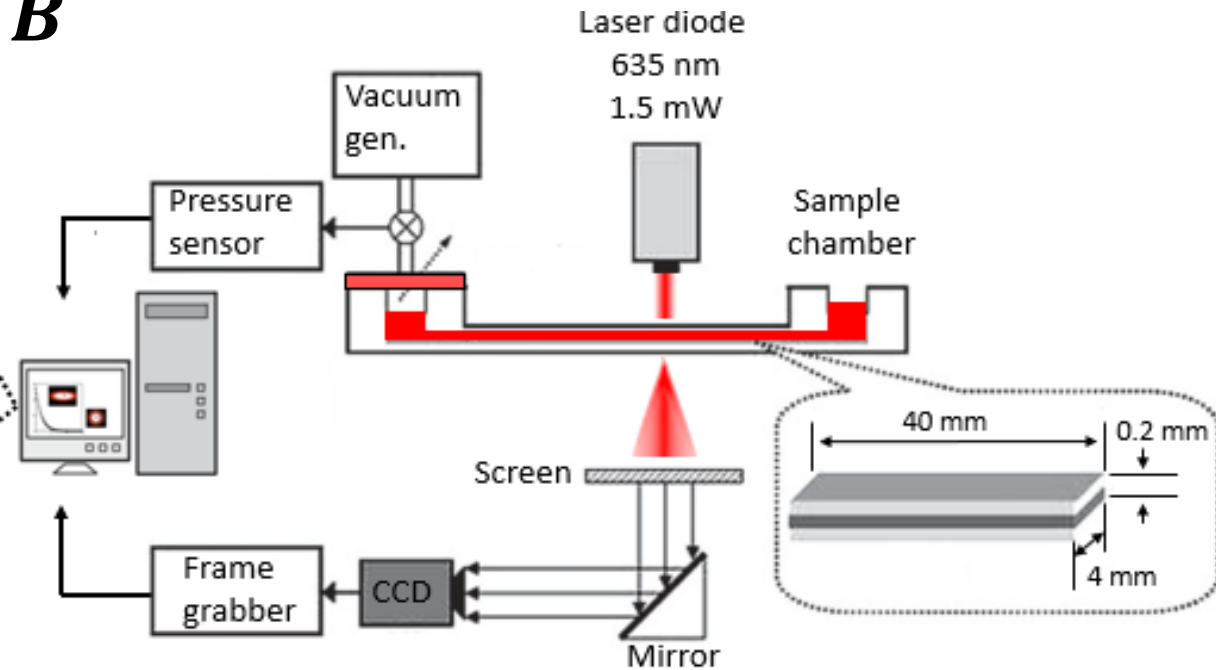 B
Laser diode
635 nm
1.5 mW
Vacuum
gen.
Pressure
sensor
Sample
chamber
40 mm
0.2 mm
4 mm
Screen
Frame
grabber
CCD
Mirror